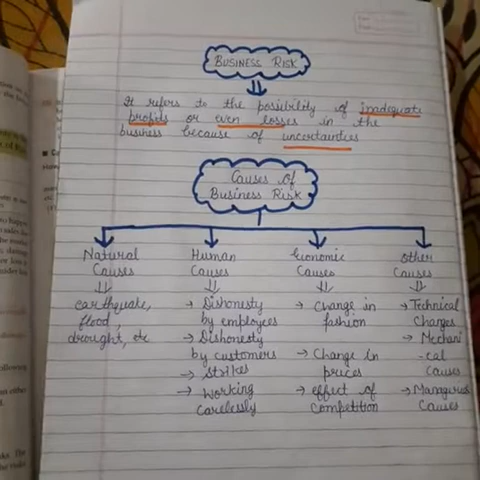 BUSINESS RISK
It refers to the possibility of inadequate
profits or even losses in the
business because of uncertainties
Causes of
Business Risk
Natural
Causes
earthquake,
flood,
drought, etc
Human
Causes
→ Dishonesty
by employees
→ Dishonesty
by customers
→ strikes
→ working
carelessly
Economic
Causes
→ Change in
fashion
→ Change in
prices
→ effect of
competition
Other
Causes
→ Technical
Changes
→ Mechani
-cal
causes
→ Managerial
Causes